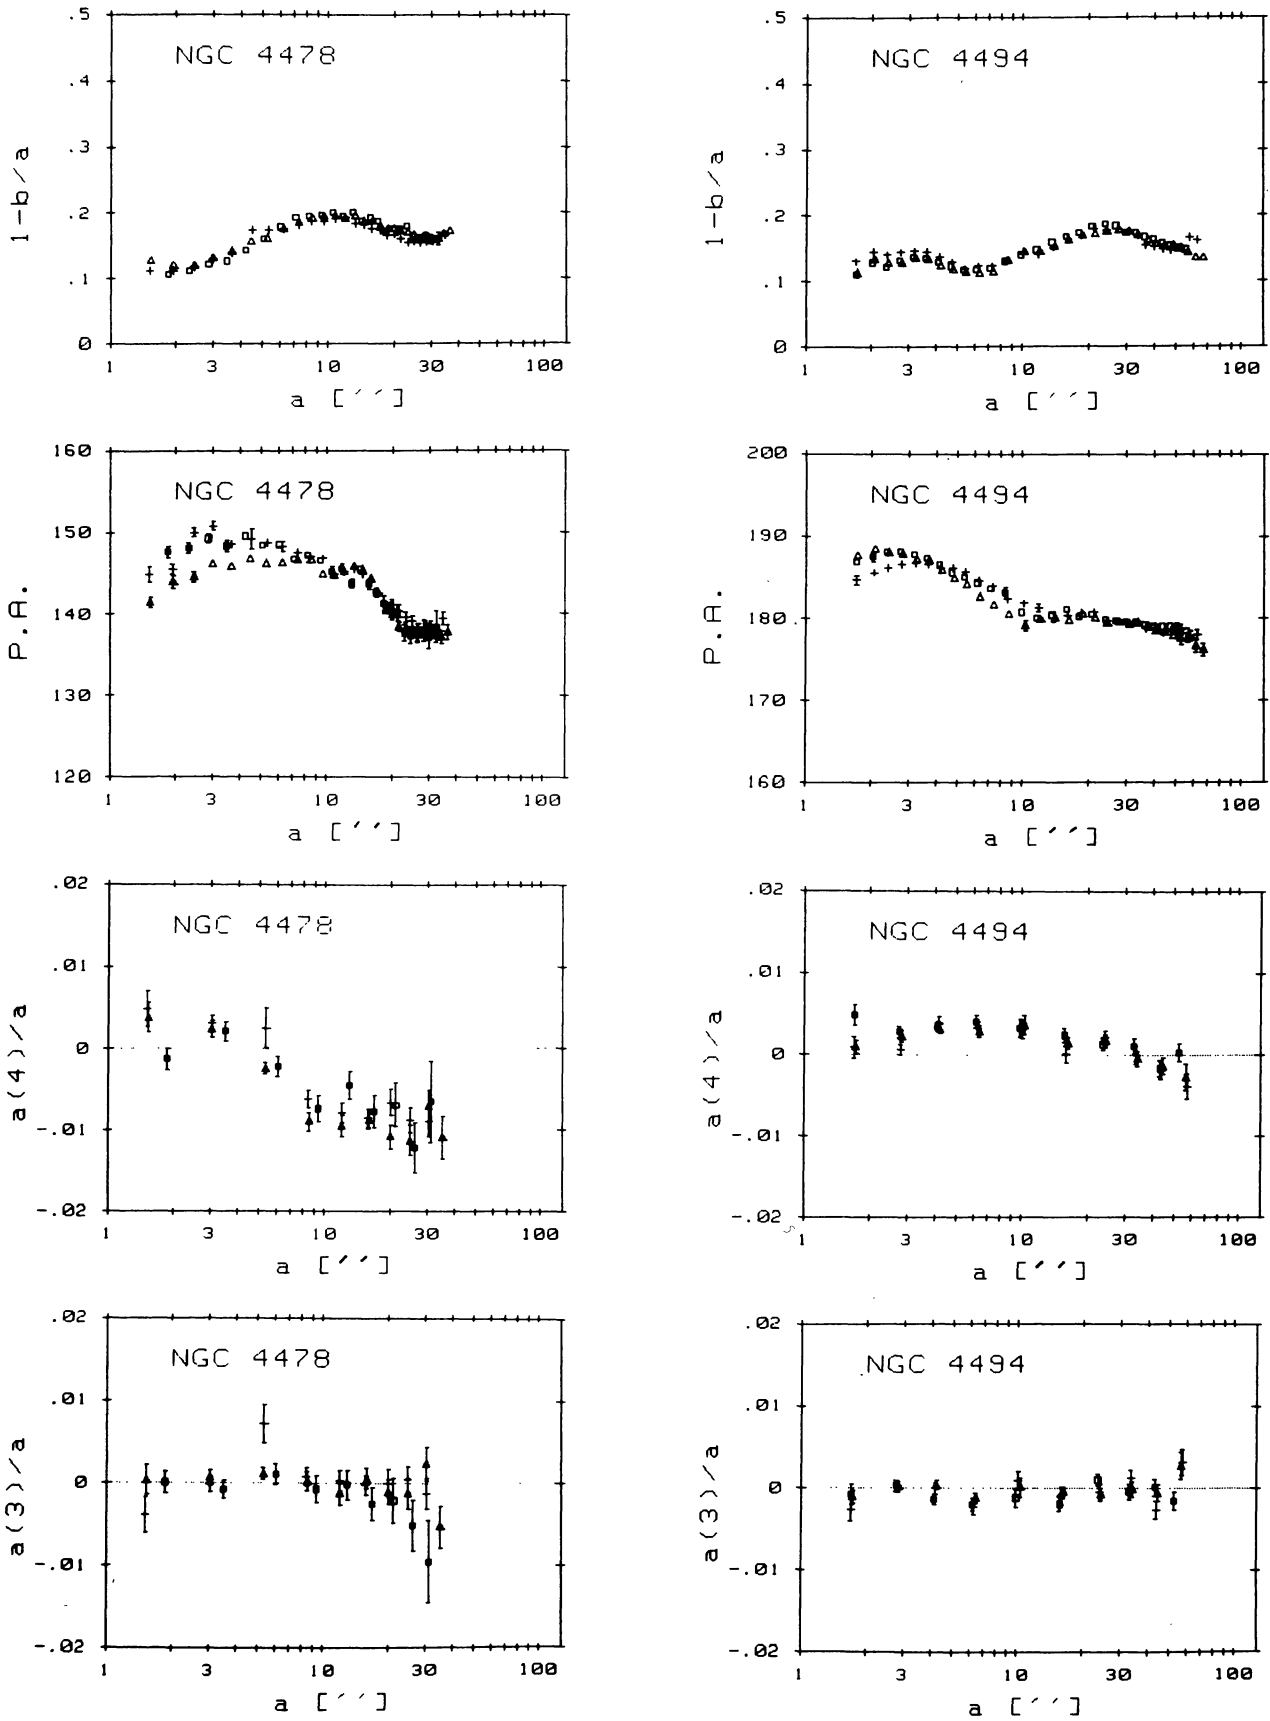 .5
.4
.3
.2
.1
0
1-b/a
NGC 4478
1 3 10 30 100
a [′′]
.5
.4
.3
.2
.1
0
1-b/a
NGC 4494
1 3 10 30 100
a [′′]
160
150
140
130
120
P.A.
NGC 4478
1 3 10 30 100
a [′′]
200
190
180
170
160
P.A.
NGC 4494
1 3 10 30 100
a [′′]
.02
.01
0
-.01
-.02
a(4)/a
NGC 4478
1 3 10 30 100
a [′′]
.02
.01
0
-.01
-.02
a(4)/a
NGC 4494
1 3 10 30 100
a [′′]
.02
.01
0
-.01
-.02
a(3)/a
NGC 4478
1 3 10 30 100
a [′′]
.02
.01
0
-.01
-.02
a(3)/a
NGC 4494
1 3 10 30 100
a [′′]